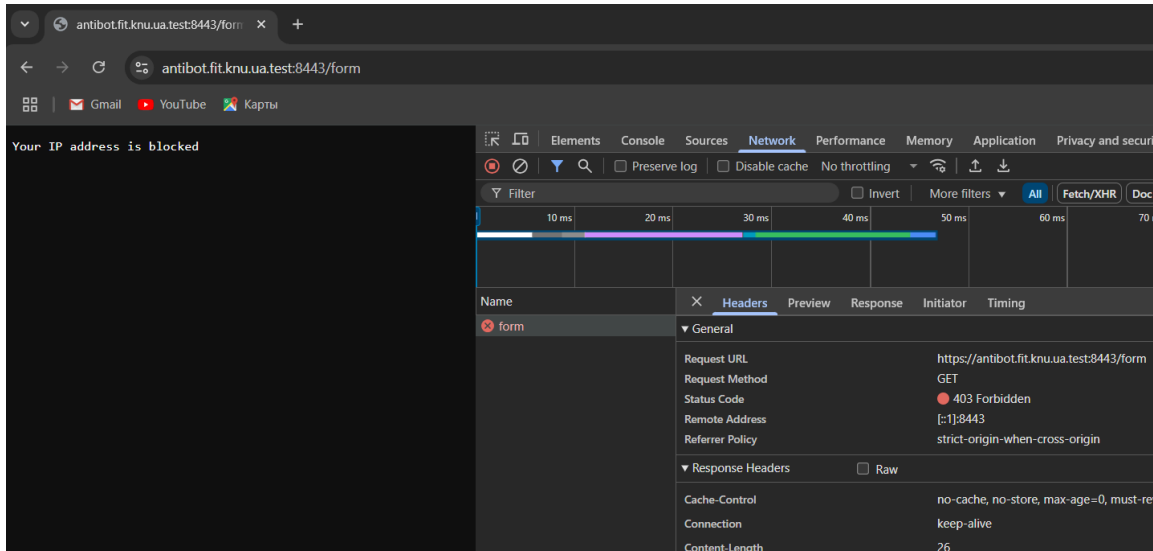 antibot.fit.knu.ua.test:8443/form
antibot.fit.knu.ua.test:8443/form
Gmail YouTube Карты
Your IP address is blocked
Elements Console Sources Network Performance Memory Application Privacy and securi
Preserve log Disable cache No throttling
Filter Invert More filters All Fetch/XHR Doc
10 ms 20 ms 30 ms 40 ms 50 ms 60 ms 70
Name
Headers Preview Response Initiator Timing
form
General
Request URL https://antibot.fit.knu.ua.test:8443/form
Request Method GET
Status Code 403 Forbidden
Remote Address [::1]:8443
Referrer Policy strict-origin-when-cross-origin
Response Headers Raw
Cache-Control no-cache, no-store, max-age=0, must-re
Connection keep-alive
Content-Length 26